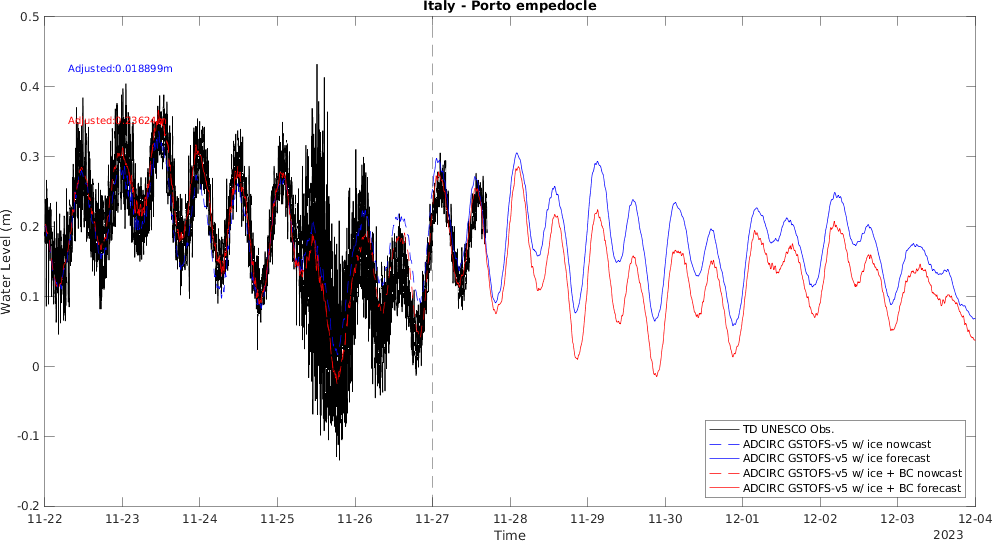 Italy - Porto empedocle
0.5
0.4
0.3
0.2
0.1
0
-0.1
-0.2
Water Level (m)
Adjusted:0.018899m
TD UNESCO Obs.
ADCIRC GSTOFS-v5 w/ ice nowcast
ADCIRC GSTOFS-v5 w/ ice forecast
ADCIRC GSTOFS-v5 w/ ice + BC nowcast
ADCIRC GSTOFS-v5 w/ ice + BC forecast
11-22 11-23 11-24 11-25 11-26 11-27 11-28 11-29 11-30 12-01 12-02 12-03 12-04
Time
2023